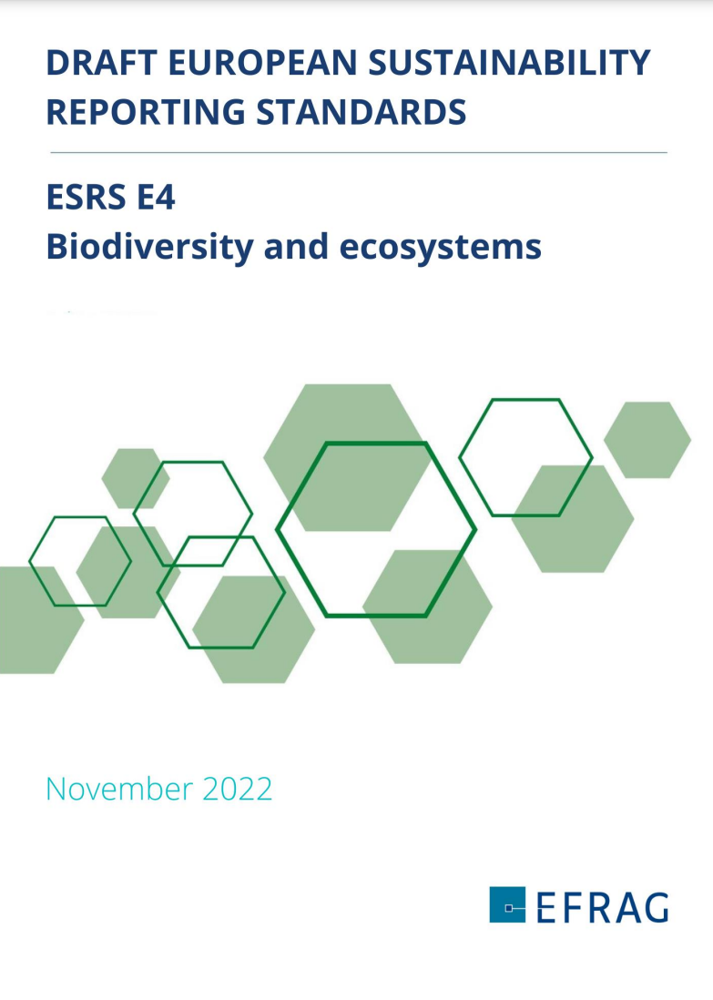 DRAFT EUROPEAN SUSTAINABILITY
REPORTING STANDARDS
ESRS E4
Biodiversity and ecosystems
November 2022
EFRAG